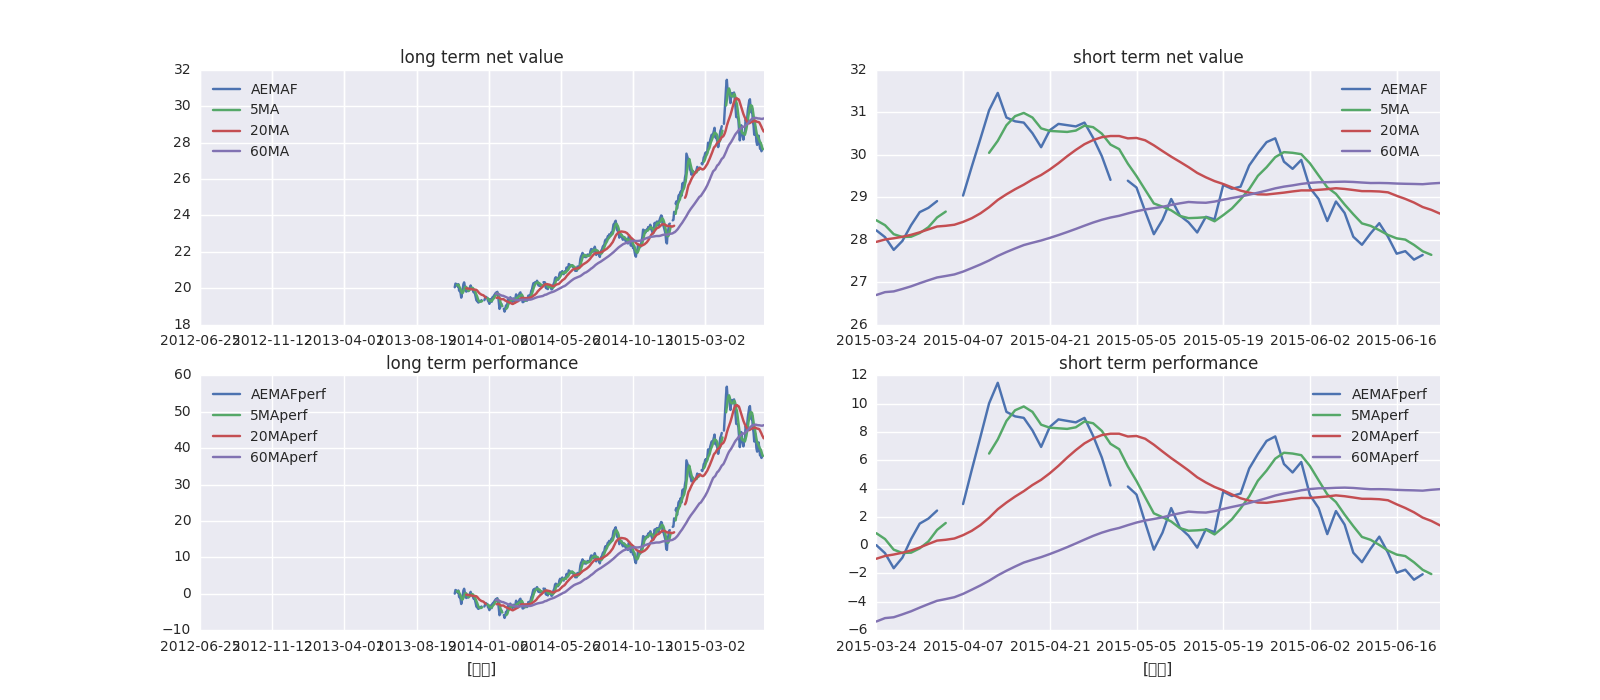 long term net value
32
30
28
26
24
22
20
18
AEMAF
5MA
20MA
60MA
2012-06-25 2012-11-12 2013-04-01 2013-08-19 2014-01-06 2014-05-26 2014-10-13 2015-03-02
short term net value
32
31
30
29
28
27
26
AEMAF
5MA
20MA
60MA
2015-03-24 2015-04-07 2015-04-21 2015-05-05 2015-05-19 2015-06-02 2015-06-16
long term performance
60
50
40
30
20
10
0
−10
AEMAFperf
5MAperf
20MAperf
60MAperf
2012-06-25 2012-11-12 2013-04-01 2013-08-19 2014-01-06 2014-05-26 2014-10-13 2015-03-02
[▯▯]
short term performance
12
10
8
6
4
2
0
−2
−4
−6
AEMAFperf
5MAperf
20MAperf
60MAperf
2015-03-24 2015-04-07 2015-04-21 2015-05-05 2015-05-19 2015-06-02 2015-06-16
[▯▯]